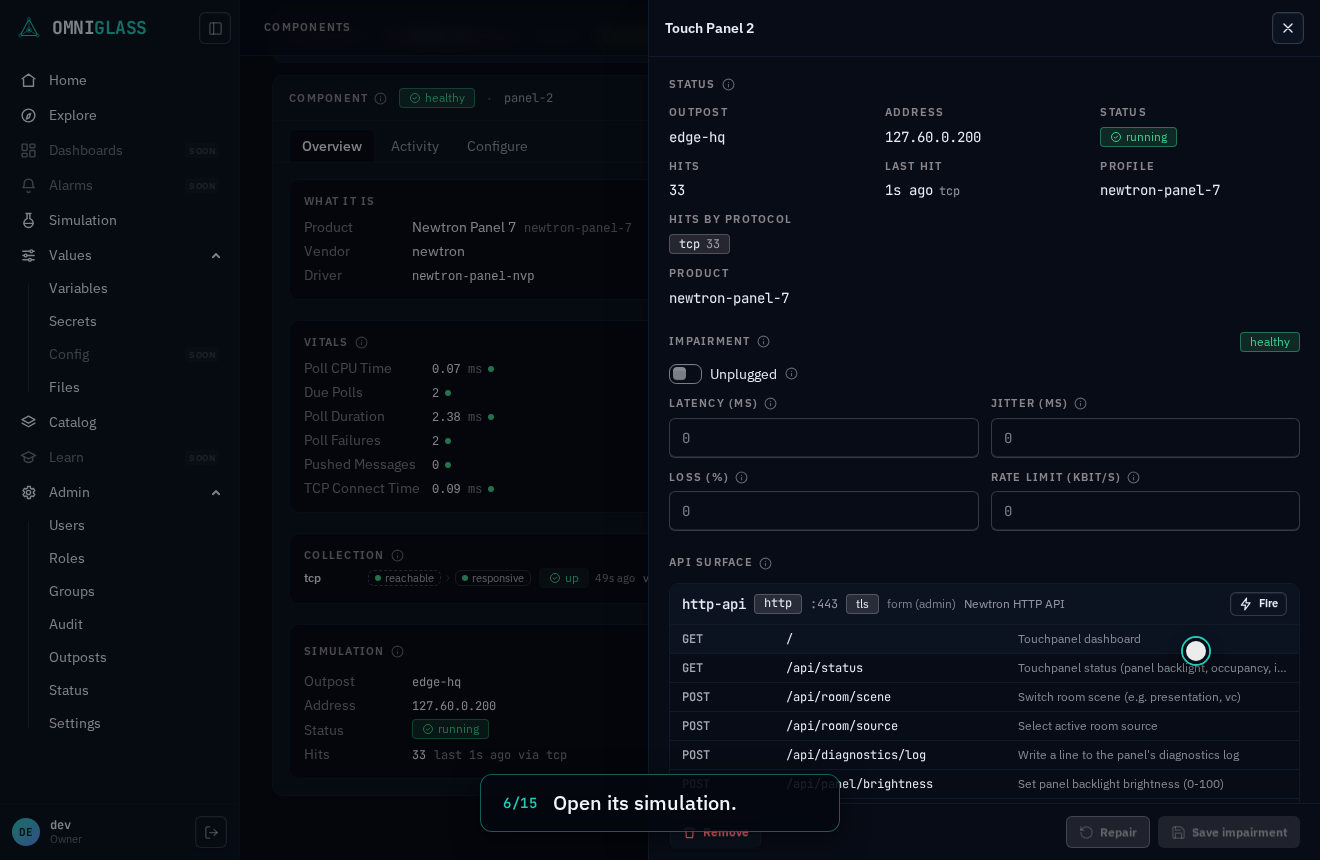 OMNIGLASS
COMPONENTS
Home
Explore
Dashboards SOON
Alarms SOON
Simulation
Values
Variables
Secrets
Config SOON
Files
Catalog
Learn SOON
Admin
Users
Roles
Groups
Audit
Outposts
Status
Settings
DE dev
Owner
COMPONENT healthy · panel-2
Overview Activity Configure
WHAT IT IS
Product Newtron Panel 7 newtron-panel-7
Vendor newtron
Driver newtron-panel-nvp
VITALS
Poll CPU Time 0.07 ms
Due Polls 2
Poll Duration 2.38 ms
Poll Failures 2
Pushed Messages 0
TCP Connect Time 0.09 ms
COLLECTION
tcp reachable responsive up 49s ago
SIMULATION
Outpost edge-hq
Address 127.60.0.200
Status running
Hits 33 last 1s ago via tcp
Touch Panel 2
STATUS
OUTPOST ADDRESS STATUS
edge-hq 127.60.0.200 running
HITS LAST HIT PROFILE
33 1s ago tcp newtron-panel-7
HITS BY PROTOCOL
tcp 33
PRODUCT
newtron-panel-7
IMPAIRMENT healthy
Unplugged
LATENCY (MS) JITTER (MS)
0 0
LOSS (%) RATE LIMIT (KBIT/S)
0 0
API SURFACE
http-api http :443 tls form (admin) Newtron HTTP API Fire
GET / Touchpanel dashboard
GET /api/status Touchpanel status (panel backlight, occupancy, i…
POST /api/room/scene Switch room scene (e.g. presentation, vc)
POST /api/room/source Select active room source
POST /api/diagnostics/log Write a line to the panel's diagnostics log
POST /api/panel/brightness Set panel backlight brightness (0-100)
6/15 Open its simulation.
Remove Repair Save impairment